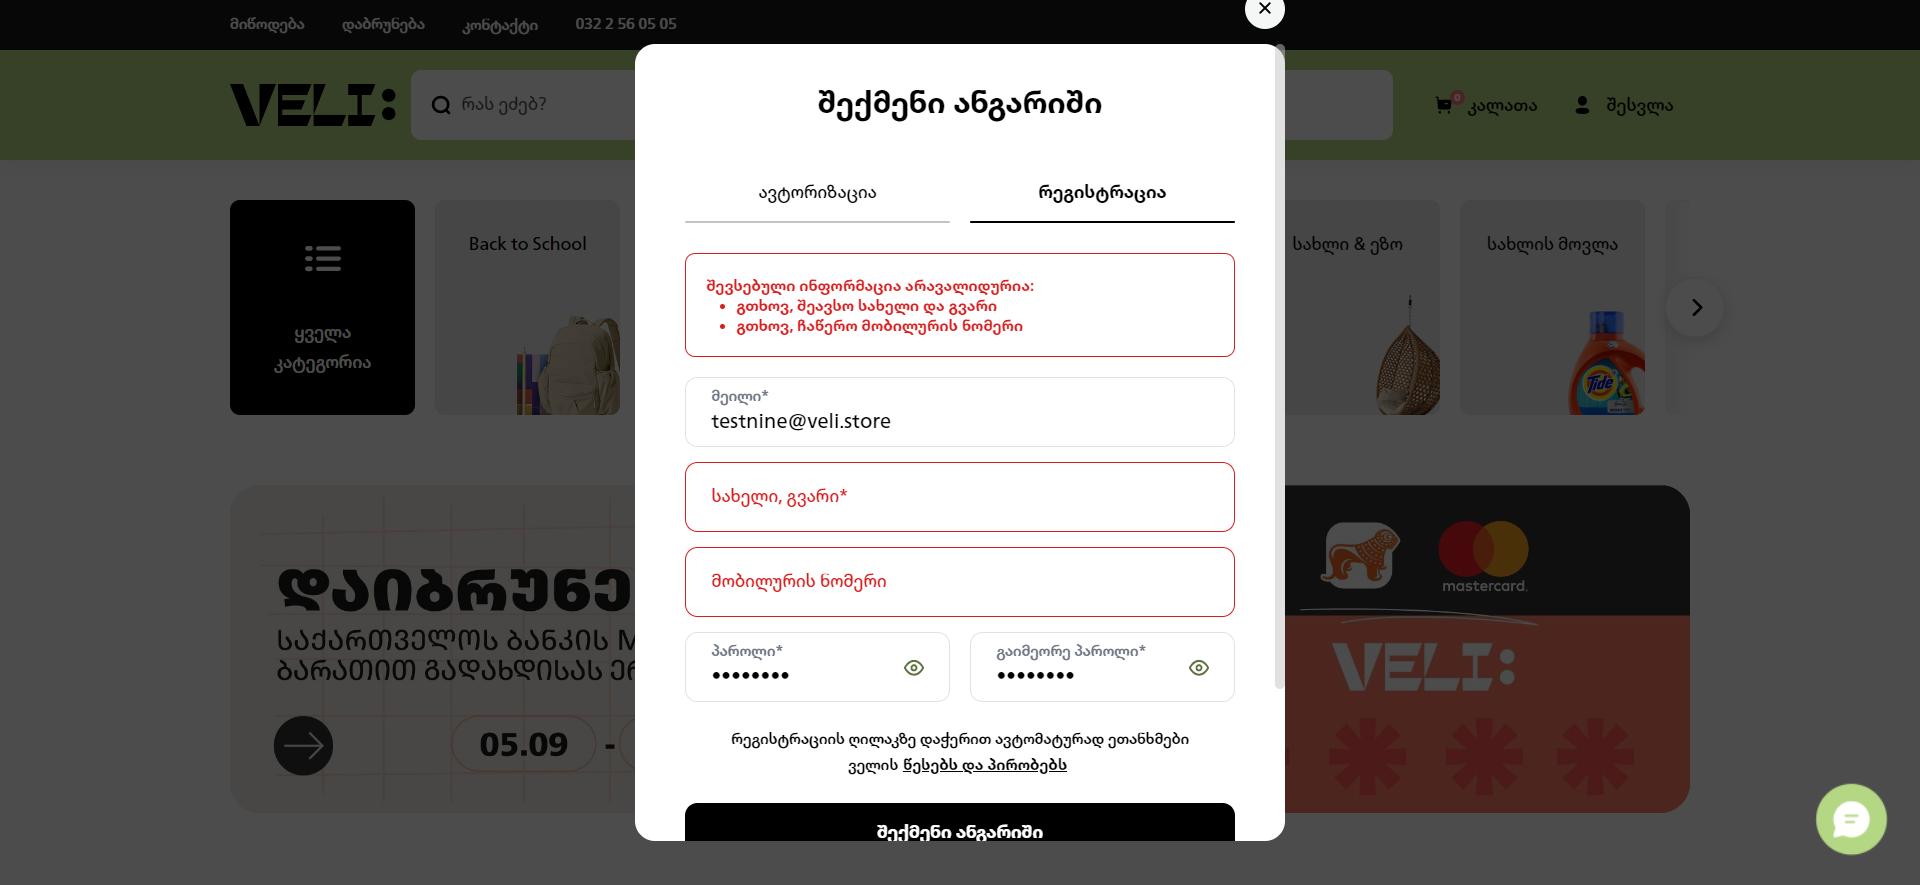 მიწოდება
დაბრუნება
კონტაქტი
032 2 56 05 05
VELI:
რას ეძებ?
0
კალათა
შესვლა
შექმენი ანგარიში
ავტორიზაცია
რეგისტრაცია
შევსებული ინფორმაცია არავალიდურია:
გთხოვ, შეავსო სახელი და გვარი
გთხოვ, ჩაწერო მობილურის ნომერი
მეილი*
testnine@veli.store
სახელი, გვარი*
მობილურის ნომერი
პაროლი*
გაიმეორე პაროლი*
რეგისტრაციის ღილაკზე დაჭერით ავტომატურად ეთანხმები
ველის წესებს და პირობებს
შექმენი ანგარიში
ყველა
კატეგორია
Back to School
სახლი & ეზო
სახლის მოვლა
Tide
დაიბრუნე
საქართველოს ბანკის M
ბარათით გადახდისას
05.09 -
mastercard.
VELI: